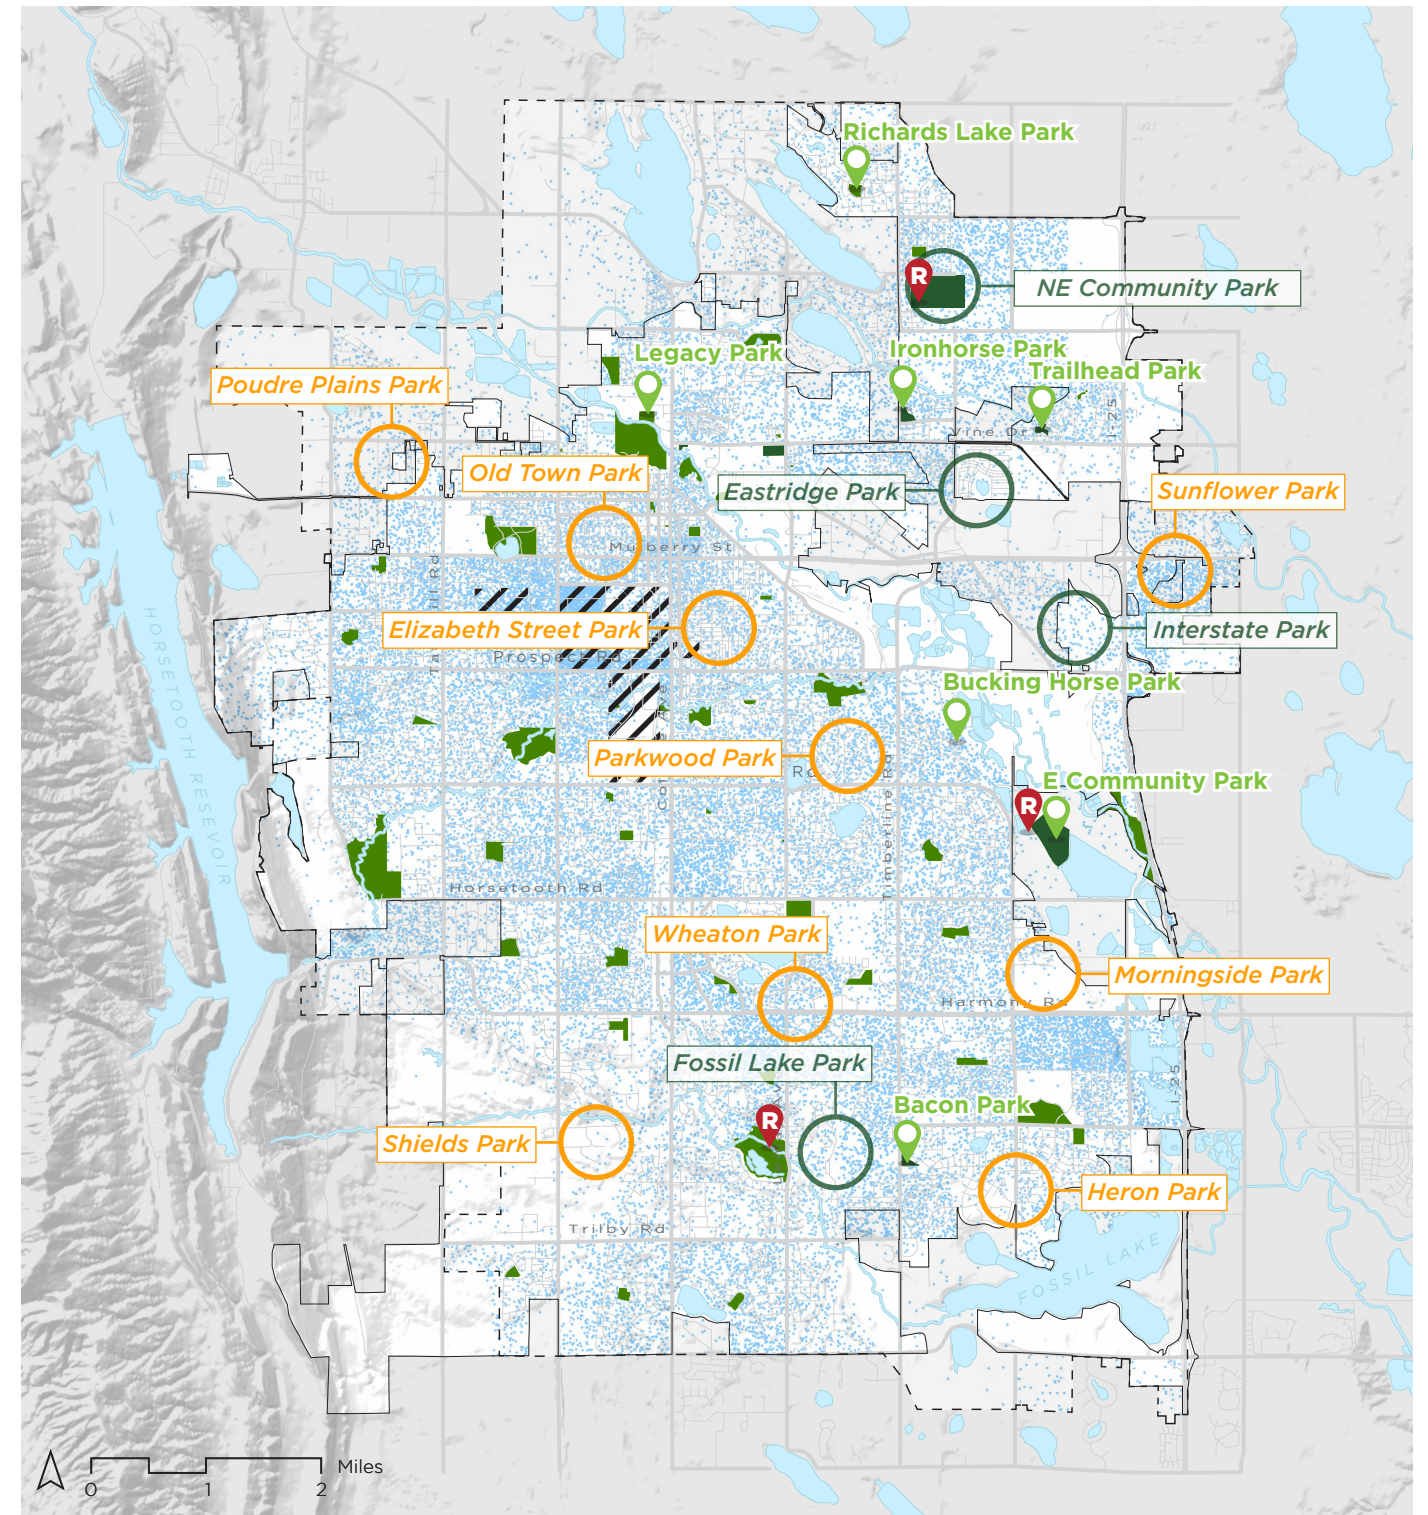 Richards Lake Park
R
NE Community Park
Ironhorse Park
Legacy Park
Trailhead Park
Poudre Plains Park
I-25
Vine Dr
Old Town Park
Eastridge Park
Sunflower Park
Mulberry St
Elizabeth Street Park
Interstate Park
Prospect Rd
HORSETOOTH RESERVOIR
Bucking Horse Park
Parkwood Park
Rd
E Community Park
R
Timberline Rd
Horsetooth Rd
Wheaton Park
Morningside Park
Harmony Rd
Fossil Lake Park
I-25
Bacon Park
R
Shields Park
Heron Park
Trilby Rd
FOSSIL LAKE
Miles
0
1
2